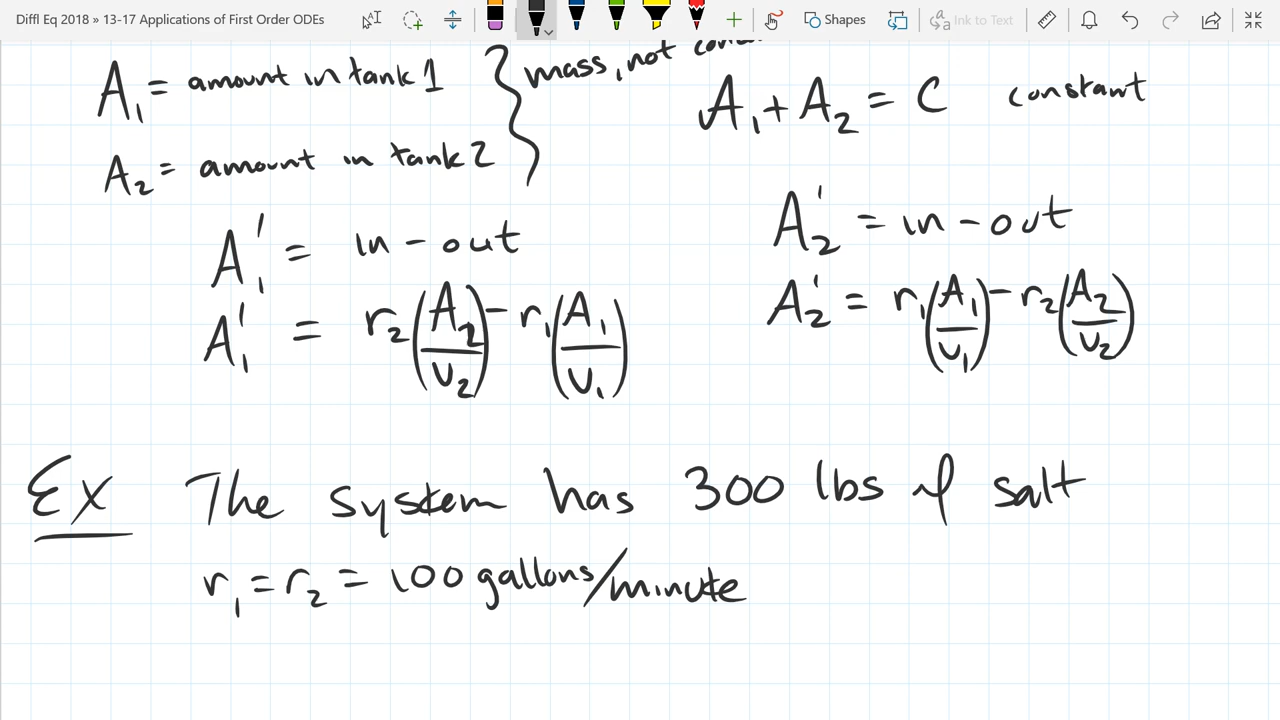 Diffl Eq 2018 » 13-17 Applications of First Order ODEs
Shapes
Ink to Text
A₁ = amount in tank 1
A₂ = amount in tank 2
mass, not
A₁ + A₂ = C constant
A₁' = in - out
A₁' = r₂(A₂/V₂) - r₁(A₁/V₁)
A₂' = in - out
A₂' = r₁(A₁/V₁) - r₂(A₂/V₂)
Ex The system has 300 lbs of salt
r₁ = r₂ = 100 gallons/minute